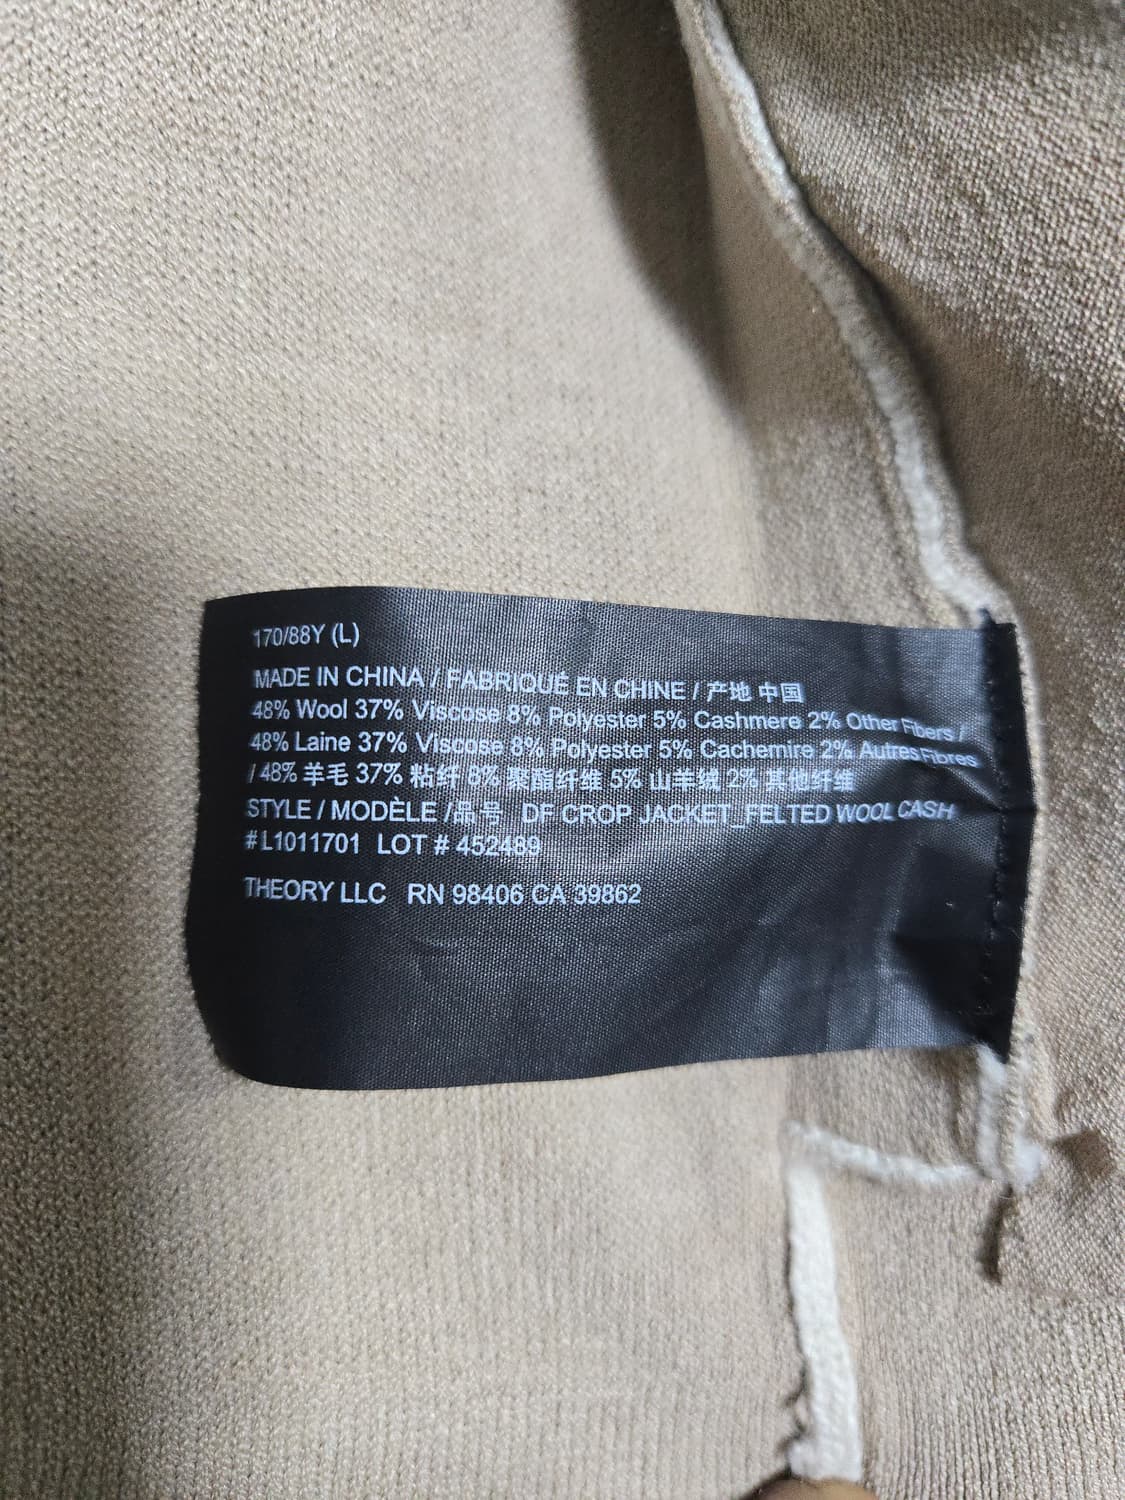 170/88Y (L)
MADE IN CHINA / FABRIQUÉ EN CHINE / 产地 中国
48% Wool 37% Viscose 8% Polyester 5% Cashmere 2% Other Fibers /
48% Laine 37% Viscose 8% Polyester 5% Cachemire 2% Autres Fibres
/ 48% 羊毛 37% 粘纤 8% 聚酯纤维 5% 山羊绒 2% 其他纤维
STYLE / MODÈLE /品号 DF CROP JACKET_FELTED WOOL CASH
# L1011701 LOT # 452489
THEORY LLC RN 98406 CA 39862